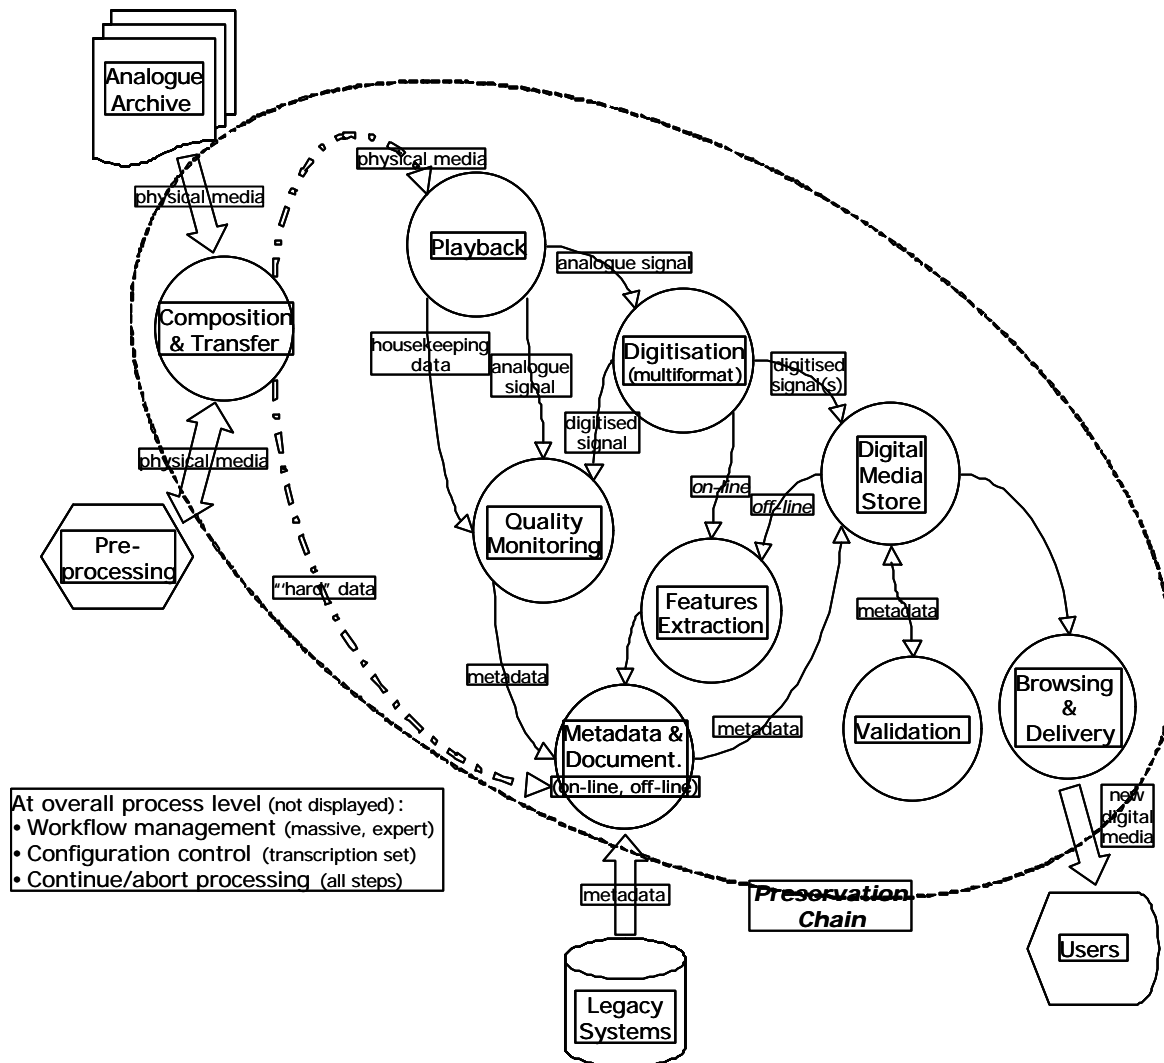 Analogue
Archive
physical media
physical media
Playback
analogue signal
Composition
& Transfer
housekeeping
data
analogue
signal
Digitisation
(multiformat)
digitised
signal(s)
digitised
signal
physical media
Digital
Media
Store
on-line
off-line
Quality
Monitoring
Pre-
processing
"'hard" data
Features
Extraction
metadata
metadata
Metadata &
Document.
(on-line, off-line)
metadata
Validation
Browsing
&
Delivery
At overall process level (not displayed) :
• Workflow management (massive, expert)
• Configuration control (transcription set)
• Continue/abort processing (all steps)
new
digital
media
metadata
Preservation
Chain
Users
Legacy
Systems